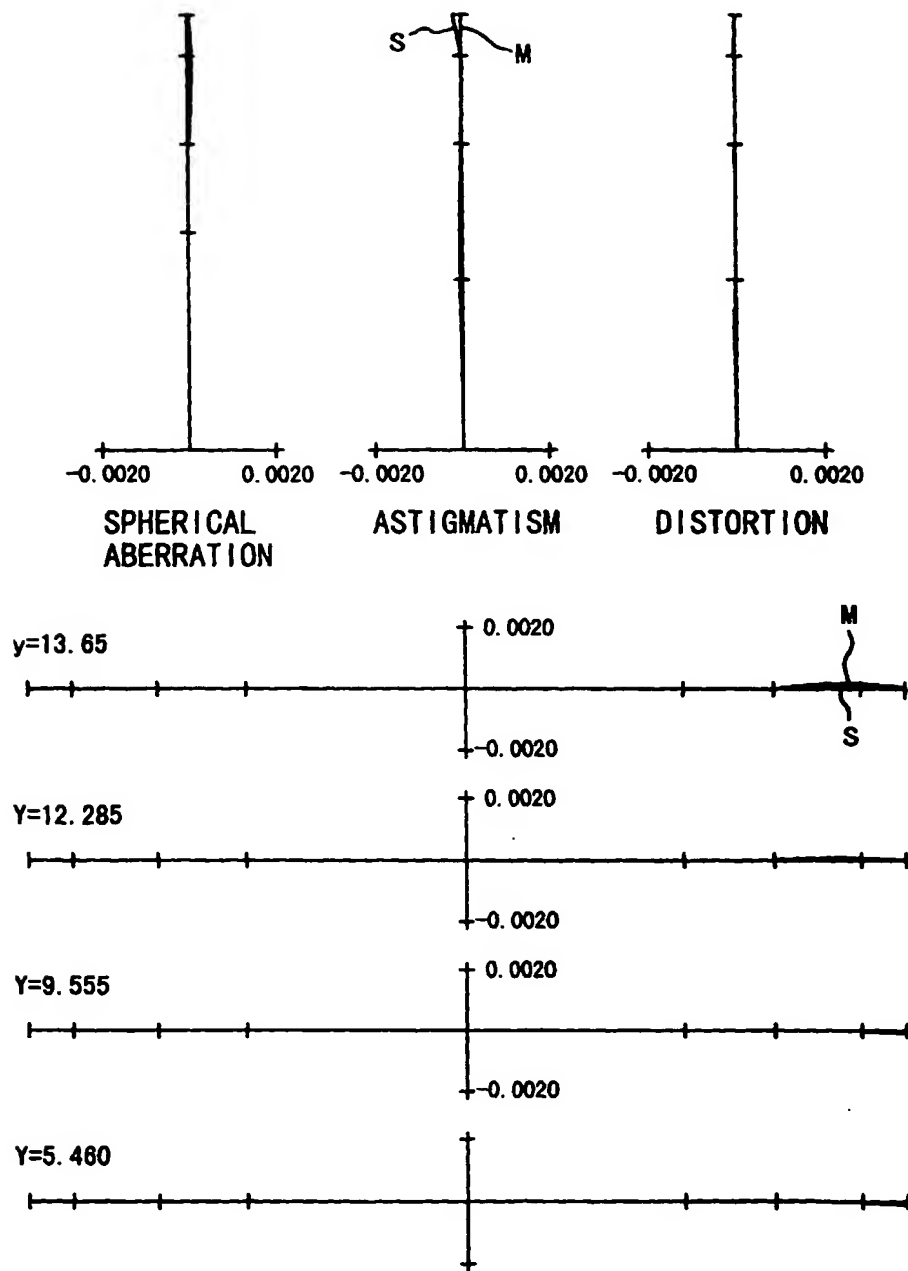 S
M
-0.0020 0.0020 -0.0020 0.0020 -0.0020 0.0020
SPHERICAL ABERRATION
ASTIGMATISM
DISTORTION
y=13.65
0.0020
-0.0020
M
S
Y=12.285
0.0020
-0.0020
Y=9.555
0.0020
-0.0020
Y=5.460